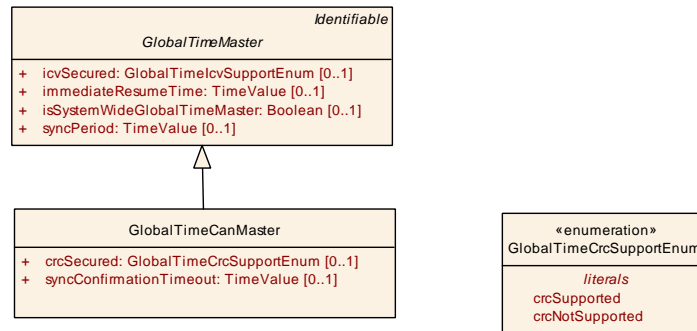 Identifiable
GlobalTimeMaster
+ icvSecured: GlobalTimeIcvSupportEnum [0..1]
+ immediateResumeTime: TimeValue [0..1]
+ isSystemWideGlobalTimeMaster: Boolean [0..1]
+ syncPeriod: TimeValue [0..1]
GlobalTimeCanMaster
+ crcSecured: GlobalTimeCrcSupportEnum [0..1]
+ syncConfirmationTimeout: TimeValue [0..1]
«enumeration»
GlobalTimeCrcSupportEnum
literals
crcSupported
crcNotSupported